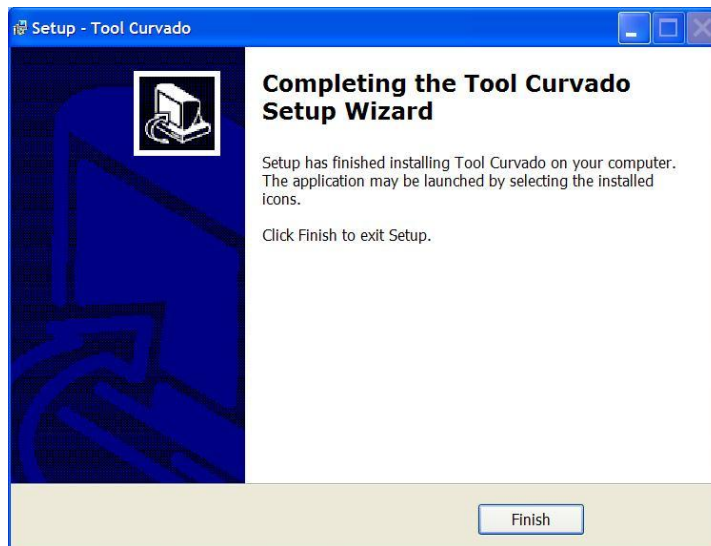 Setup - Tool Curvado
Completing the Tool Curvado
Setup Wizard
Setup has finished installing Tool Curvado on your computer.
The application may be launched by selecting the installed
icons.
Click Finish to exit Setup.
Finish